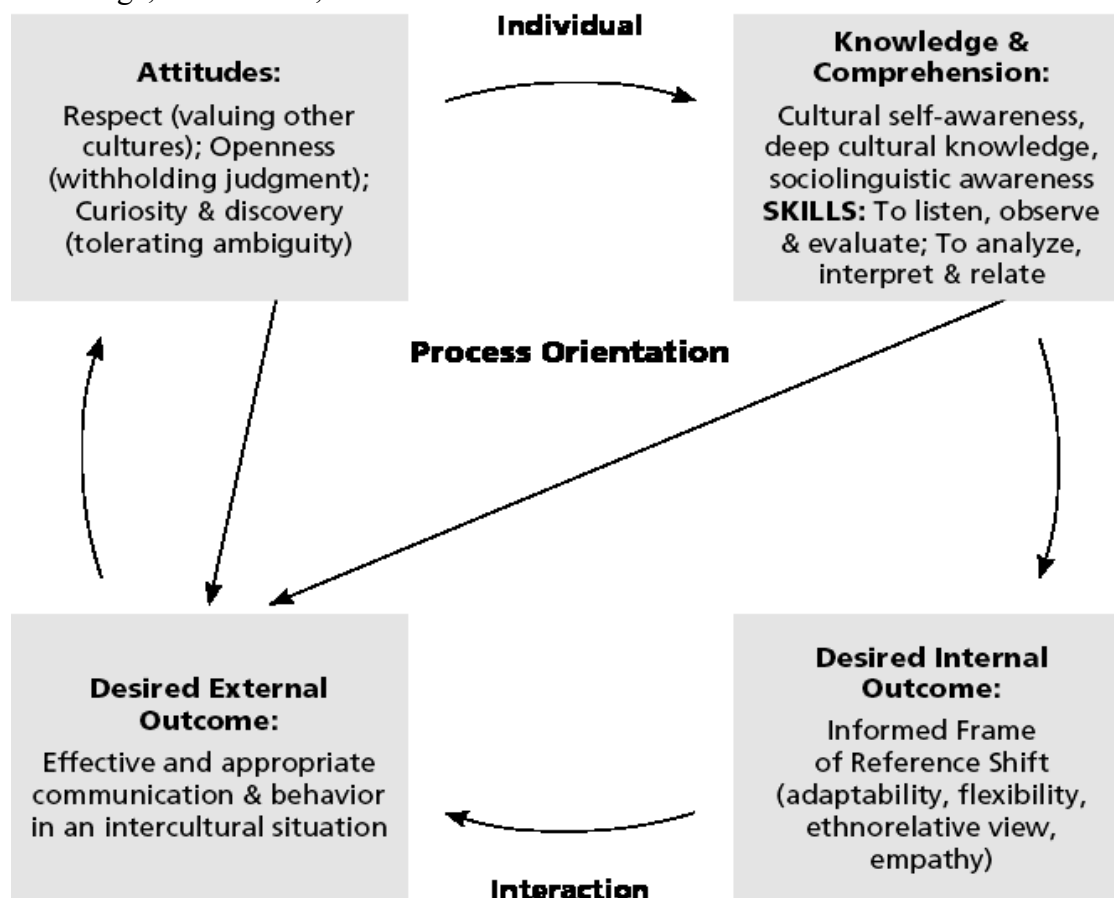 Individual
Attitudes:
Respect (valuing other
cultures); Openness
(withholding judgment);
Curiosity & discovery
(tolerating ambiguity)
Knowledge &
Comprehension:
Cultural self-awareness,
deep cultural knowledge,
sociolinguistic awareness
SKILLS: To listen, observe
& evaluate; To analyze,
interpret & relate
Process Orientation
Desired External
Outcome:
Effective and appropriate
communication & behavior
in an intercultural situation
Desired Internal
Outcome:
Informed Frame
of Reference Shift
(adaptability, flexibility,
ethnorelative view,
empathy)
Interaction